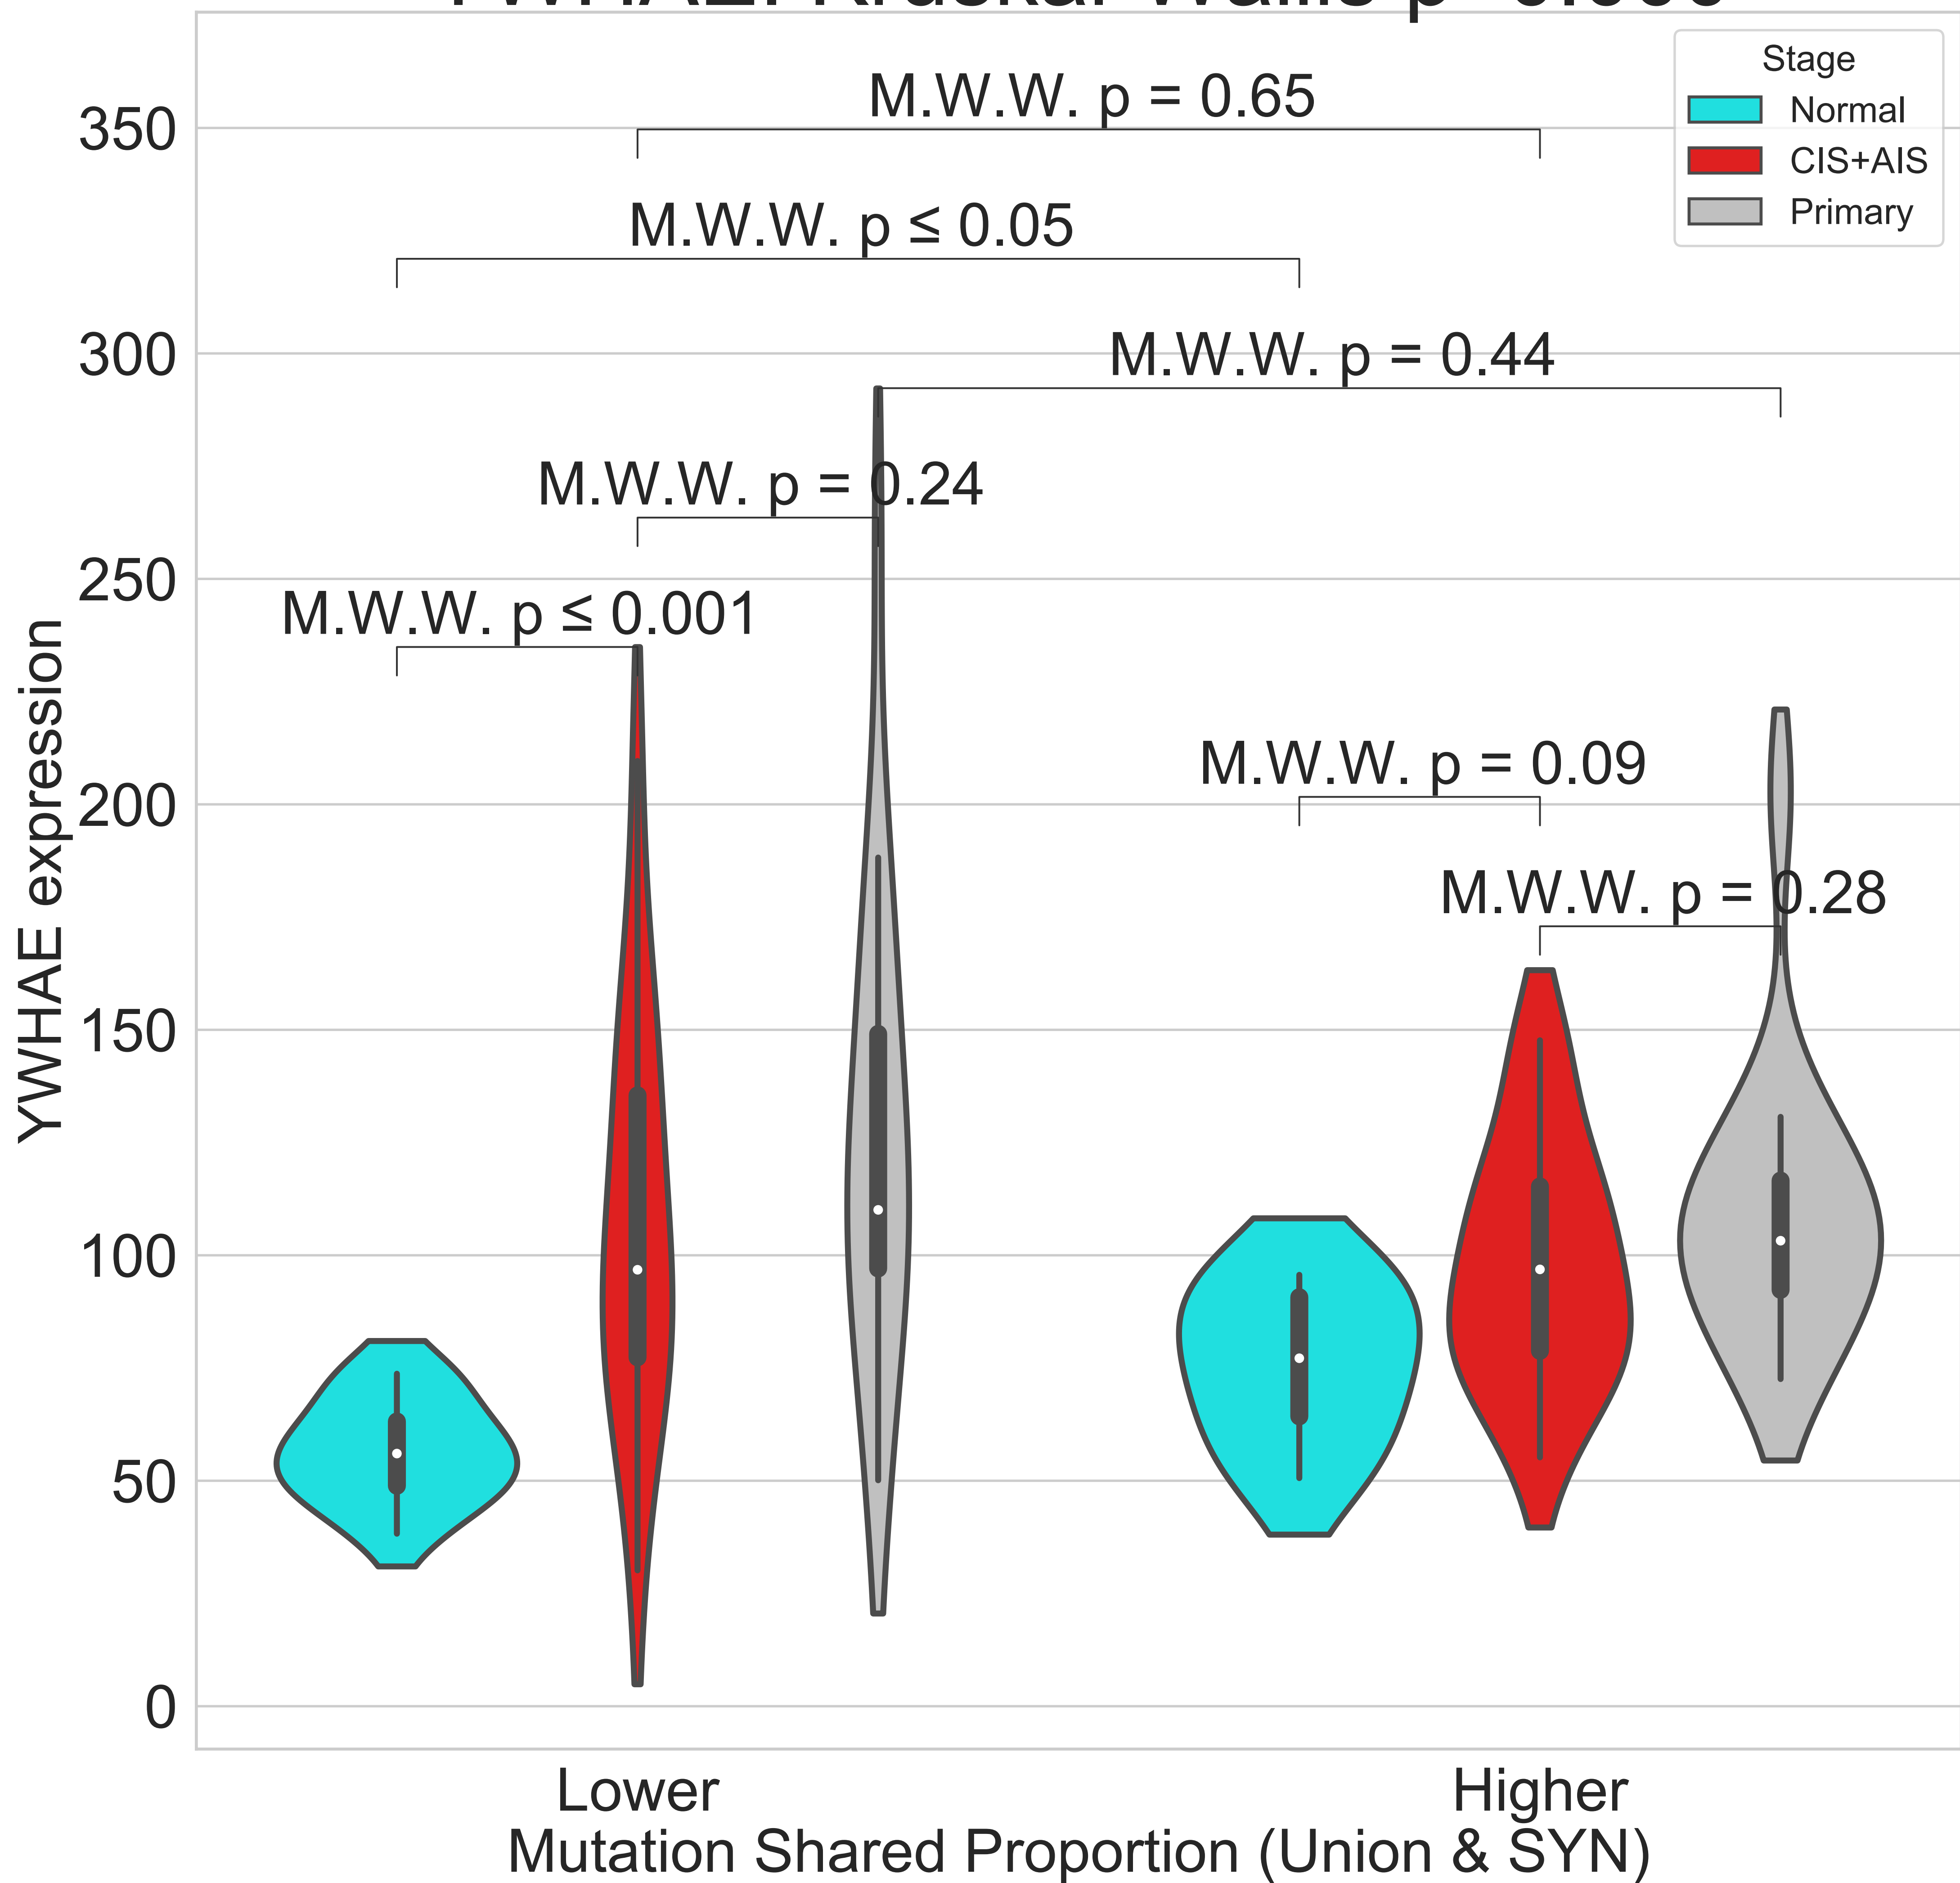 Stage
Normal
CIS+AIS
Primary
M.W.W. p = 0.65
M.W.W. p ≤ 0.05
M.W.W. p = 0.44
M.W.W. p = 0.24
M.W.W. p ≤ 0.001
M.W.W. p = 0.09
M.W.W. p = 0.28
350
300
250
200
150
100
50
0
YWHAE expression
Lower
Higher
Mutation Shared Proportion (Union & SYN)